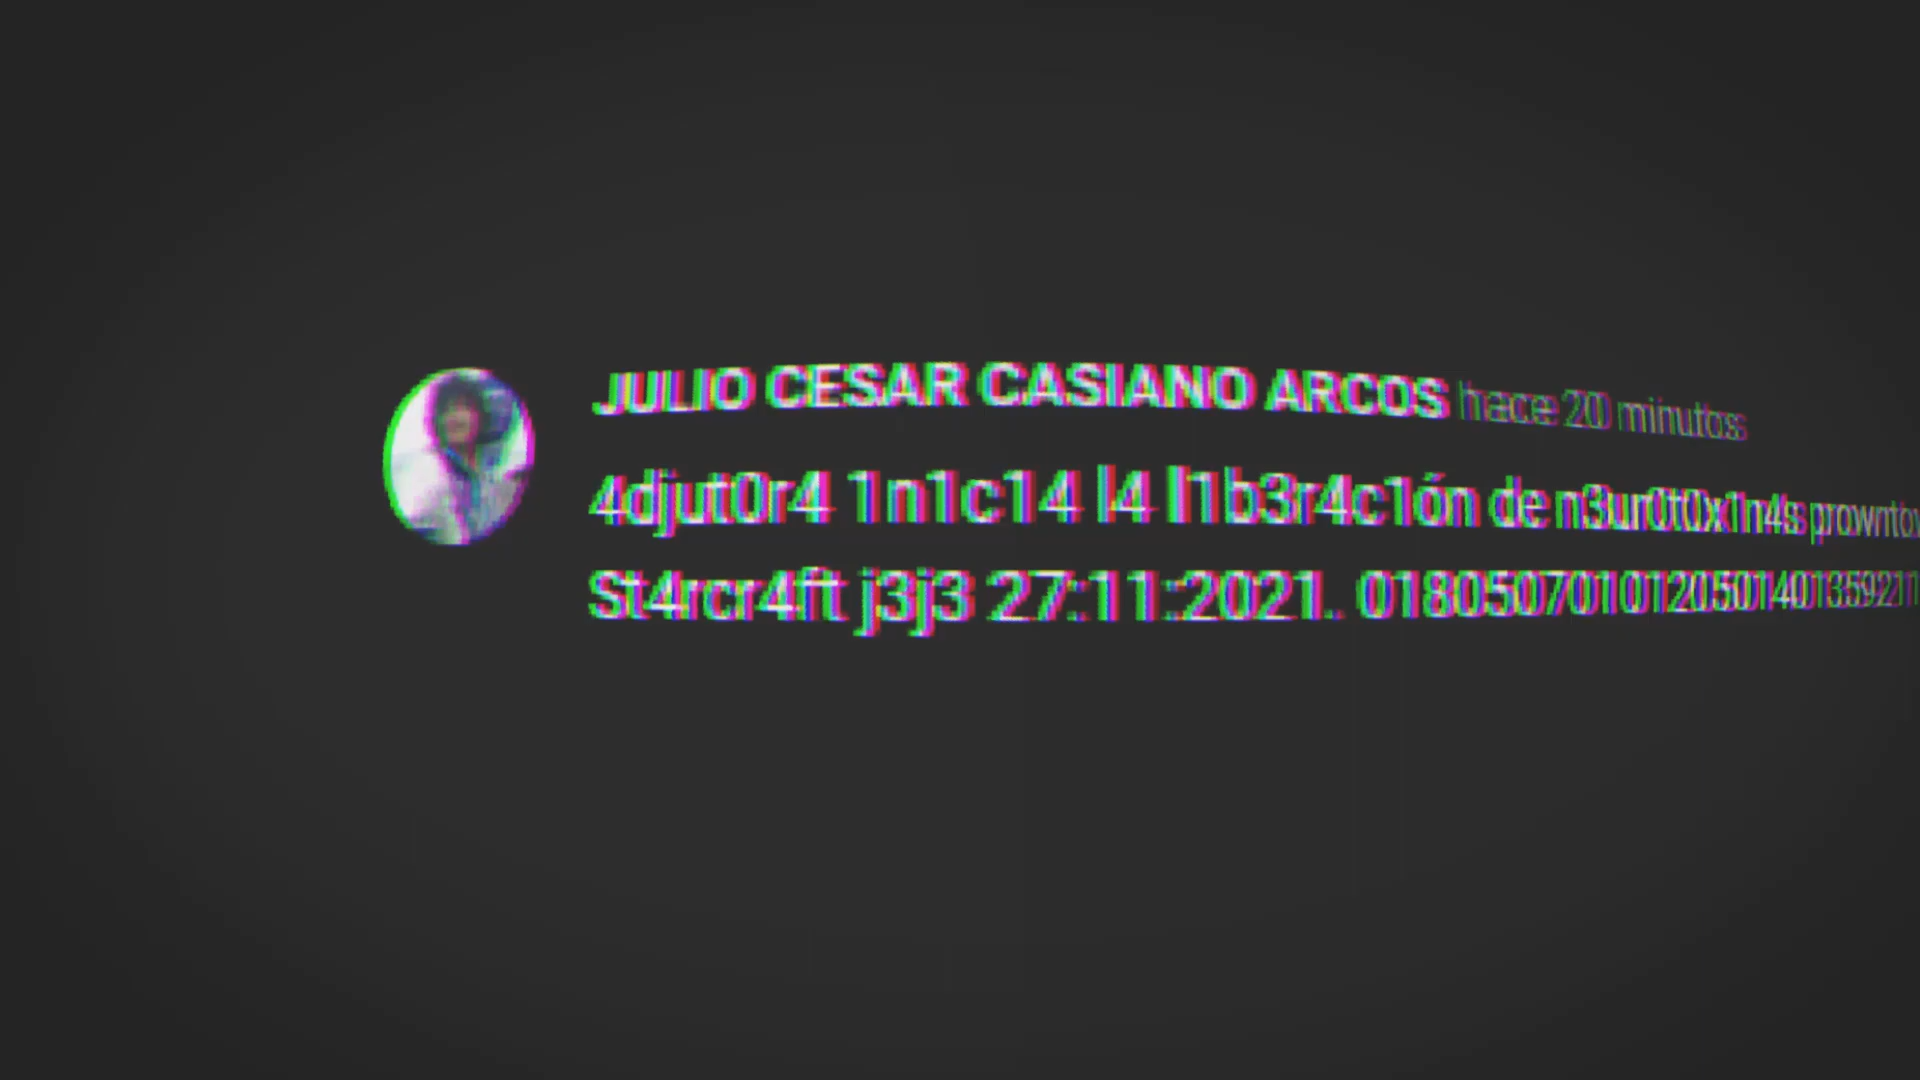 JULIO CESAR CASIANO ARCOS hace 20 minutos
4djut0r4 1n1c14 l4 l1b3r4c1ón de n3ur0t0x1n4s
St4rcr4ft j3j3 27:11:2021.